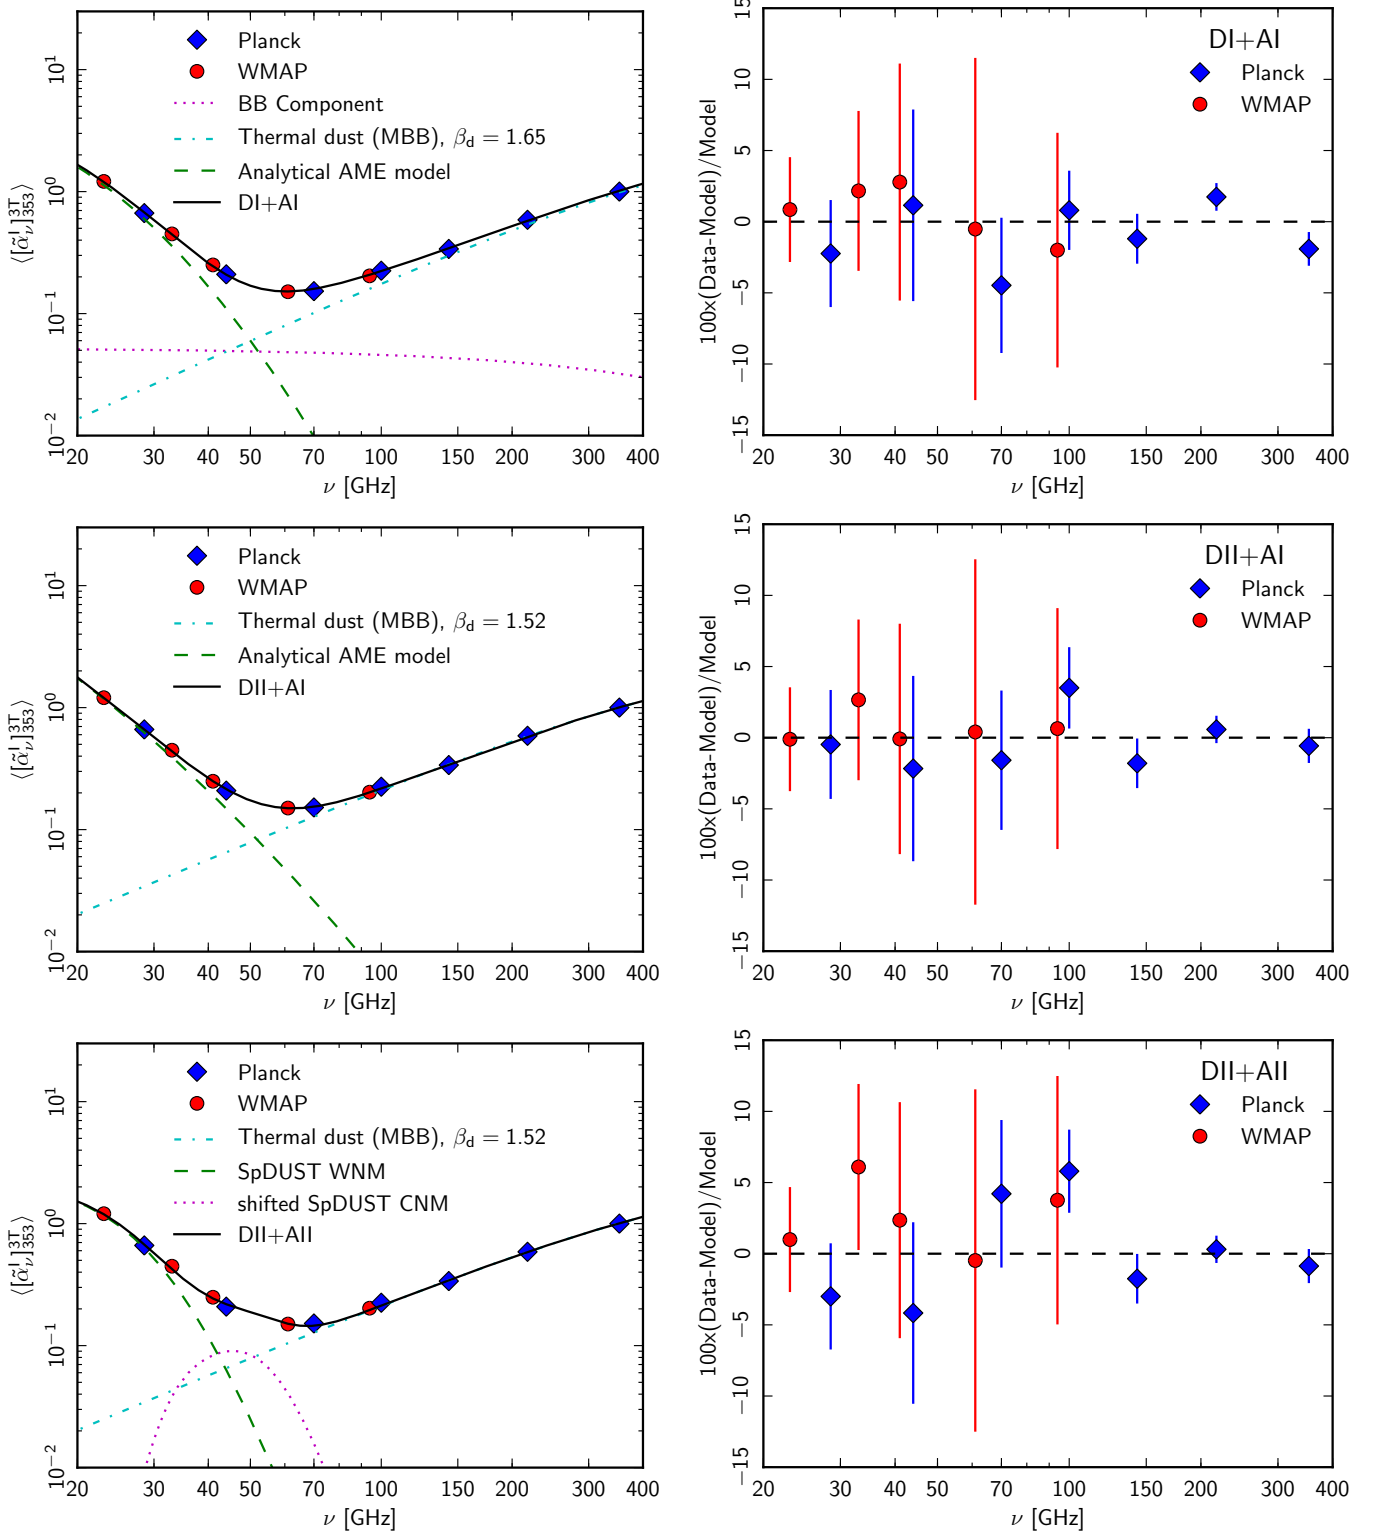 Planck
WMAP
BB Component
Thermal dust (MBB), β_d = 1.65
Analytical AME model
DI+AI
10^1
10^0
10^−1
10^−2
⟨[α̃^I_ν]^3T_353⟩
20 30 40 50 70 100 150 200 300 400
ν [GHz]
DI+AI
Planck
WMAP
15
10
5
0
−5
−10
−15
100x(Data-Model)/Model
20 30 40 50 70 100 150 200 300 400
ν [GHz]
Planck
WMAP
Thermal dust (MBB), β_d = 1.52
Analytical AME model
DII+AI
10^1
10^0
10^−1
10^−2
⟨[α̃^I_ν]^3T_353⟩
20 30 40 50 70 100 150 200 300 400
ν [GHz]
DII+AI
Planck
WMAP
15
10
5
0
−5
−10
−15
100x(Data-Model)/Model
20 30 40 50 70 100 150 200 300 400
ν [GHz]
Planck
WMAP
Thermal dust (MBB), β_d = 1.52
SpDUST WNM
shifted SpDUST CNM
DII+AII
10^1
10^0
10^−1
10^−2
⟨[α̃^I_ν]^3T_353⟩
20 30 40 50 70 100 150 200 300 400
ν [GHz]
DII+AII
Planck
WMAP
15
10
5
0
−5
−10
−15
100x(Data-Model)/Model
20 30 40 50 70 100 150 200 300 400
ν [GHz]